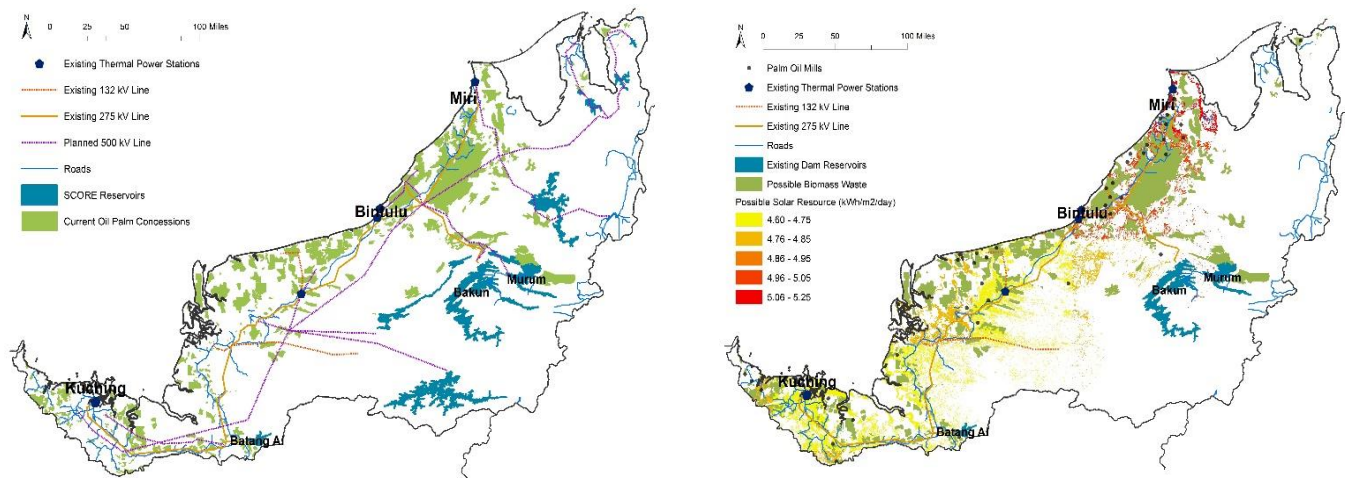 N
0 25 50 100 Miles
Existing Thermal Power Stations
Existing 132 kV Line
Existing 275 kV Line
Planned 500 kV Line
Roads
SCORE Reservoirs
Current Oil Palm Concessions
Miri
Bintulu
Murum
Bakun
Kuching
Batang Ai
N
0 25 50 100 Miles
Palm Oil Mills
Existing Thermal Power Stations
Existing 132 kV Line
Existing 275 kV Line
Roads
Existing Dam Reservoirs
Possible Biomass Waste
Possible Solar Resource (kWh/m2/day)
4.60 - 4.75
4.76 - 4.85
4.86 - 4.95
4.96 - 5.05
5.06 - 5.25
Miri
Bintulu
Murum
Bakun
Kuching
Batang Ai